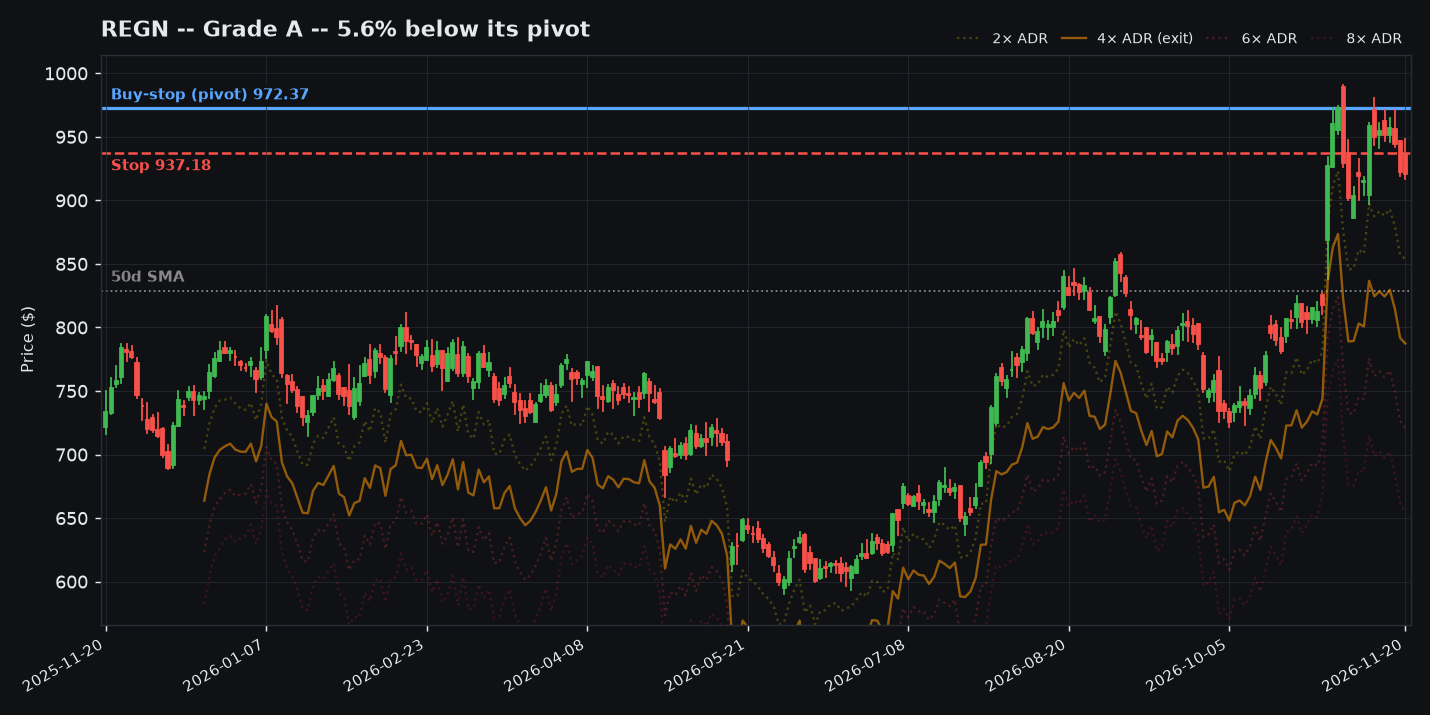 REGN -- Grade A -- 5.6% below its pivot
2× ADR
4× ADR (exit)
6× ADR
8× ADR
Price ($)
1000
950
900
850
800
750
700
650
600
Buy-stop (pivot) 972.37
Stop 937.18
50d SMA
2025-11-20
2026-01-07
2026-02-23
2026-04-08
2026-05-21
2026-07-08
2026-08-20
2026-10-05
2026-11-20